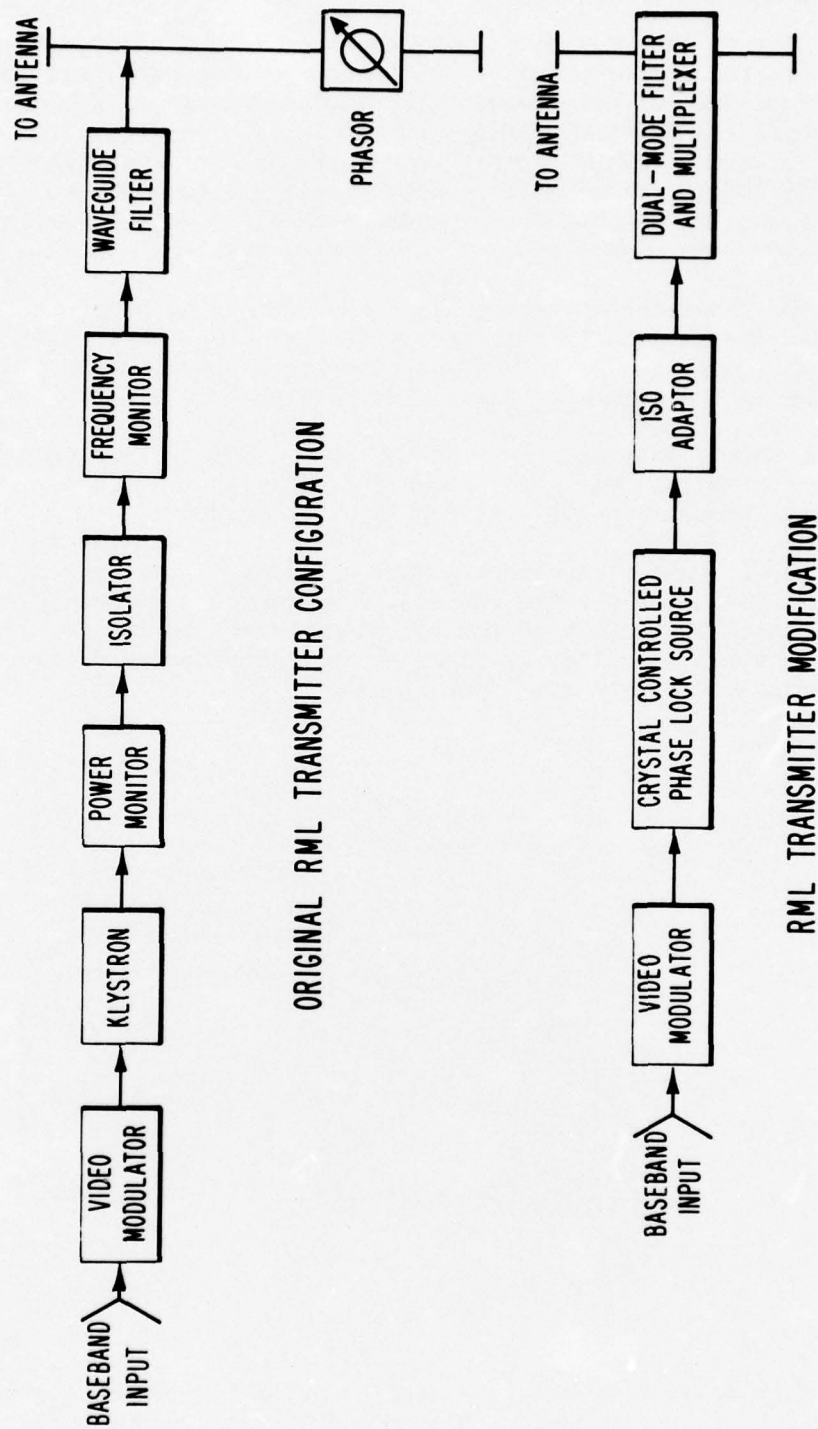 BASEBAND
INPUT
VIDEO
MODULATOR
KLYSTRON
POWER
MONITOR
ISOLATOR
FREQUENCY
MONITOR
WAVEGUIDE
FILTER
TO ANTENNA
PHASOR
ORIGINAL RML TRANSMITTER CONFIGURATION
BASEBAND
INPUT
VIDEO
MODULATOR
CRYSTAL CONTROLLED
PHASE LOCK SOURCE
ISO
ADAPTOR
DUAL-MODE FILTER
AND MULTIPLEXER
TO ANTENNA
RML TRANSMITTER MODIFICATION